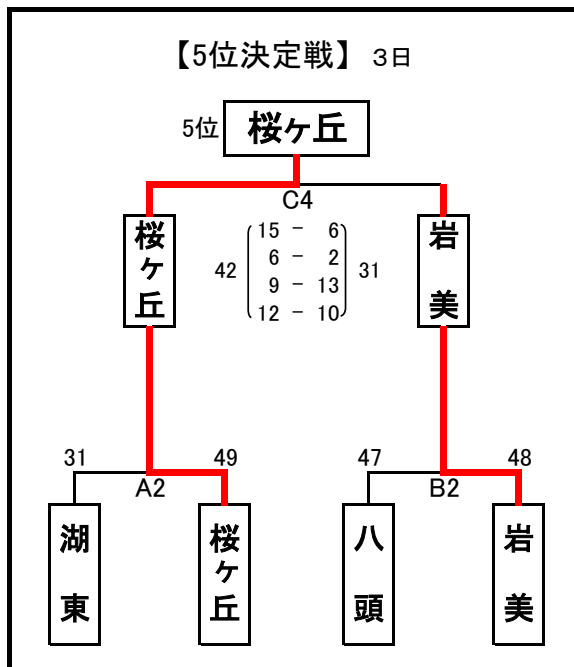 【5位決定戦】 3日
5位 桜ヶ丘
C4
桜ヶ丘
岩美
42 31
15 － 6
6 － 2
9 － 13
12 － 10
31 49 47 48
A2 B2
湖東
桜ヶ丘
八頭
岩美